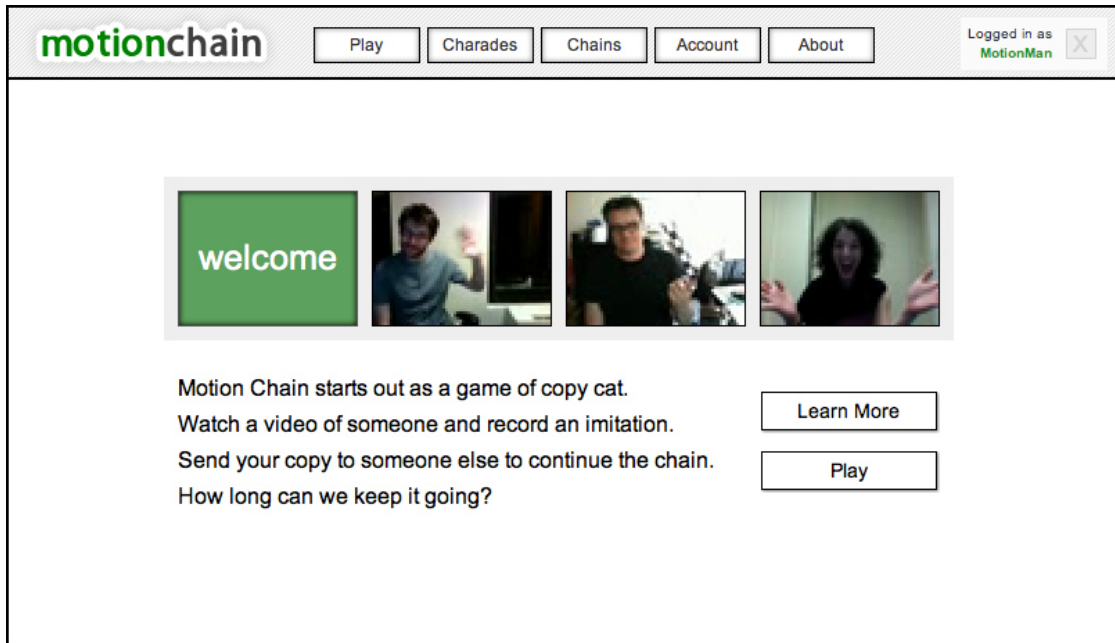 motionchain
Play
Charades
Chains
Account
About
Logged in as
MotionMan
X
welcome
Motion Chain starts out as a game of copy cat.
Watch a video of someone and record an imitation.
Send your copy to someone else to continue the chain.
How long can we keep it going?
Learn More
Play